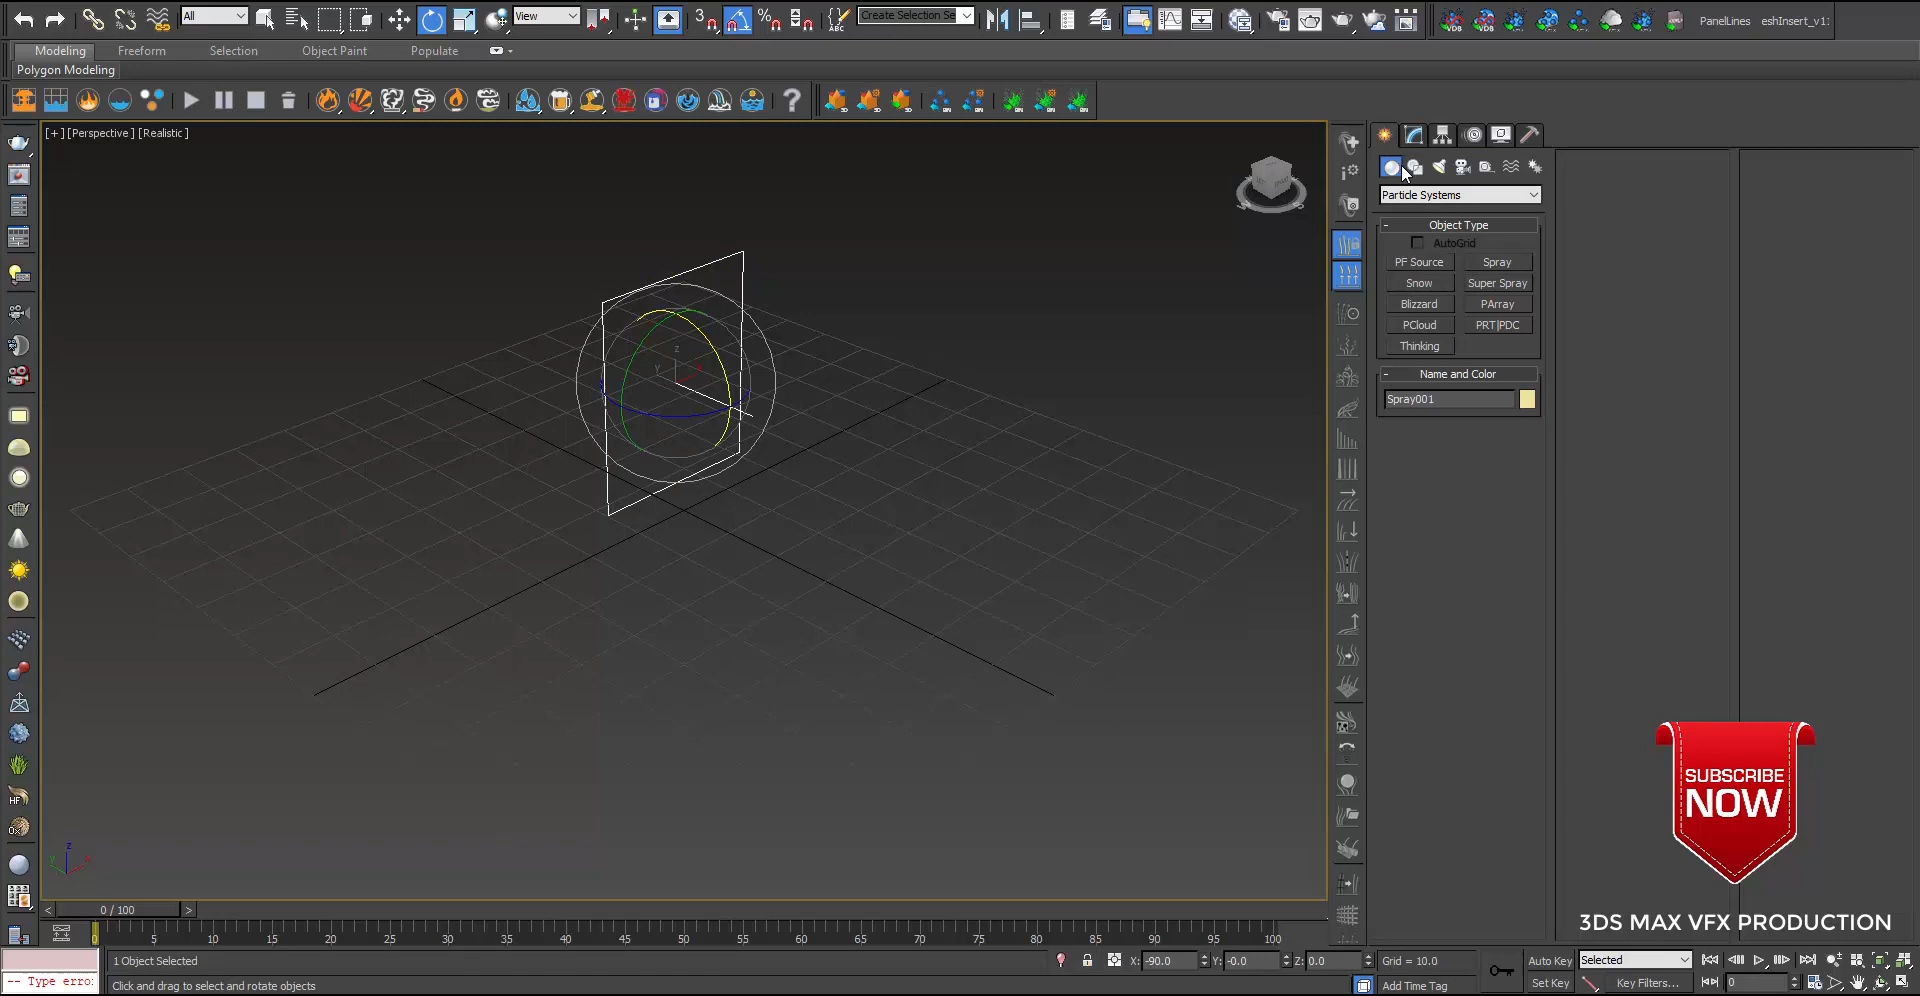 All
View
Create Selection Se
PanelLines
eshInsert_v1
Modeling
Freeform
Selection
Object Paint
Populate
Polygon Modeling
[+] [Perspective] [Realistic]
Particle Systems
Object Type
AutoGrid
PF Source
Spray
Snow
Super Spray
Blizzard
PArray
PCloud
PRT|PDC
Thinking
Name and Color
Spray001
SUBSCRIBE
NOW
3DS MAX VFX PRODUCTION
0 / 100
0 5 10 15 20 25 30 35 40 45 50 55 60 65 70 75 80 85 90 95 100
1 Object Selected
X: -90.0
Y: -0.0
Z: 0.0
Grid = 10.0
Auto Key
Selected
-- Type erro:
Click and drag to select and rotate objects
Add Time Tag
Set Key
Key Filters...
0